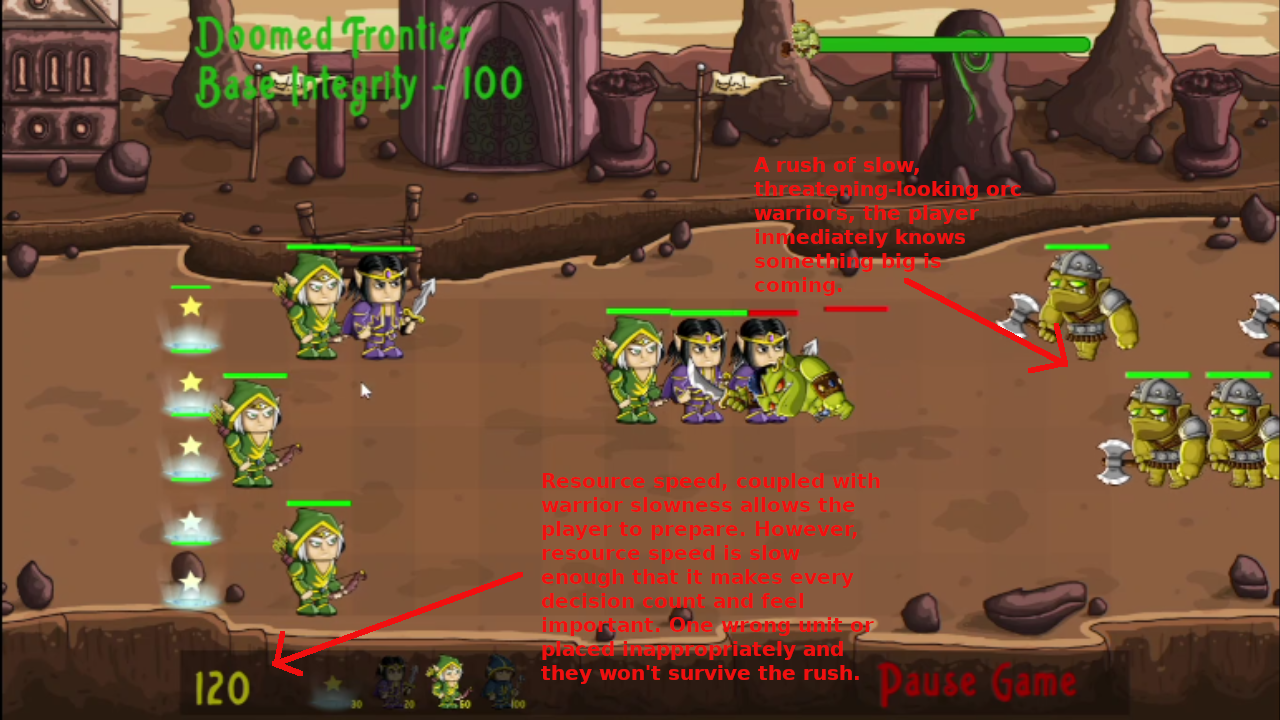 Doomed Frontier
Base Integrity - 100
A rush of slow,
threatening-looking orc
warriors, the player
inmediately knows
something big is
coming.
Resource speed, coupled with
warrior slowness allows the
player to prepare. However,
resource speed is slow
enough that it makes every
decision count and feel
important. One wrong unit or
placed inappropriately and
they won't survive the rush.
120
30
20
60
100
Pause Game